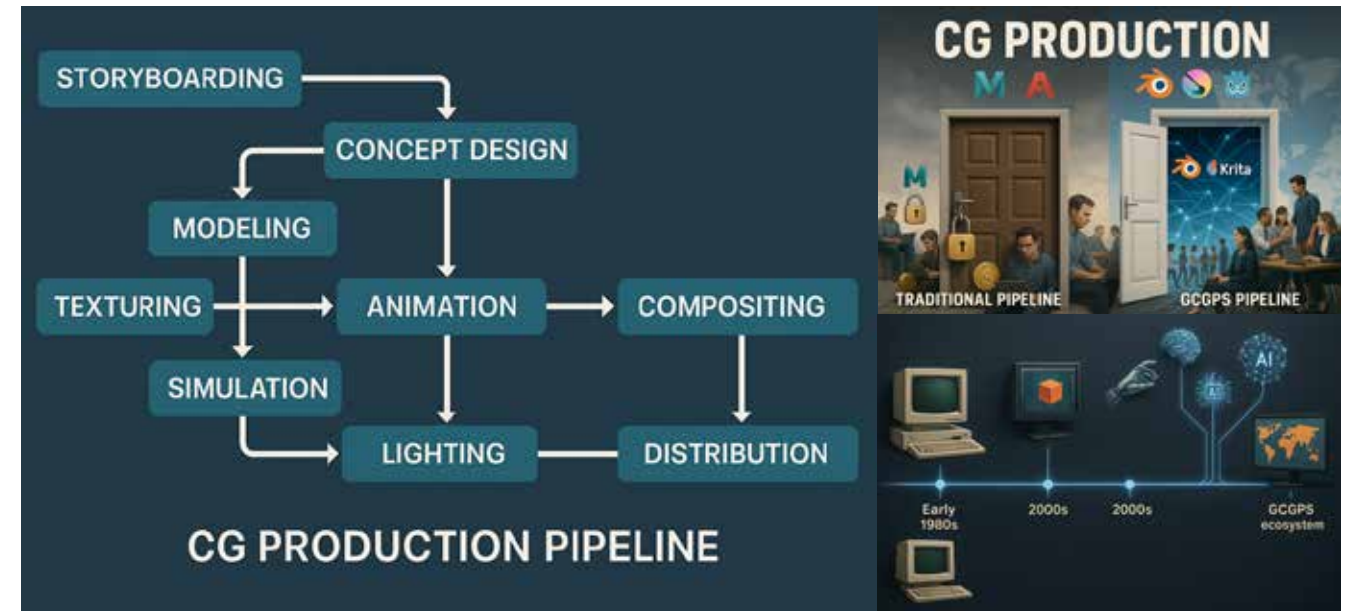 STORYBOARDING
CONCEPT DESIGN
MODELING
TEXTURING
ANIMATION
COMPOSITING
SIMULATION
LIGHTING
DISTRIBUTION
CG PRODUCTION PIPELINE
CG PRODUCTION
M A
M
Krita
TRADITIONAL PIPELINE
GCGPS PIPELINE
AI
AI
Early
1980s
2000s
2000s
GCGPS
ecosystem